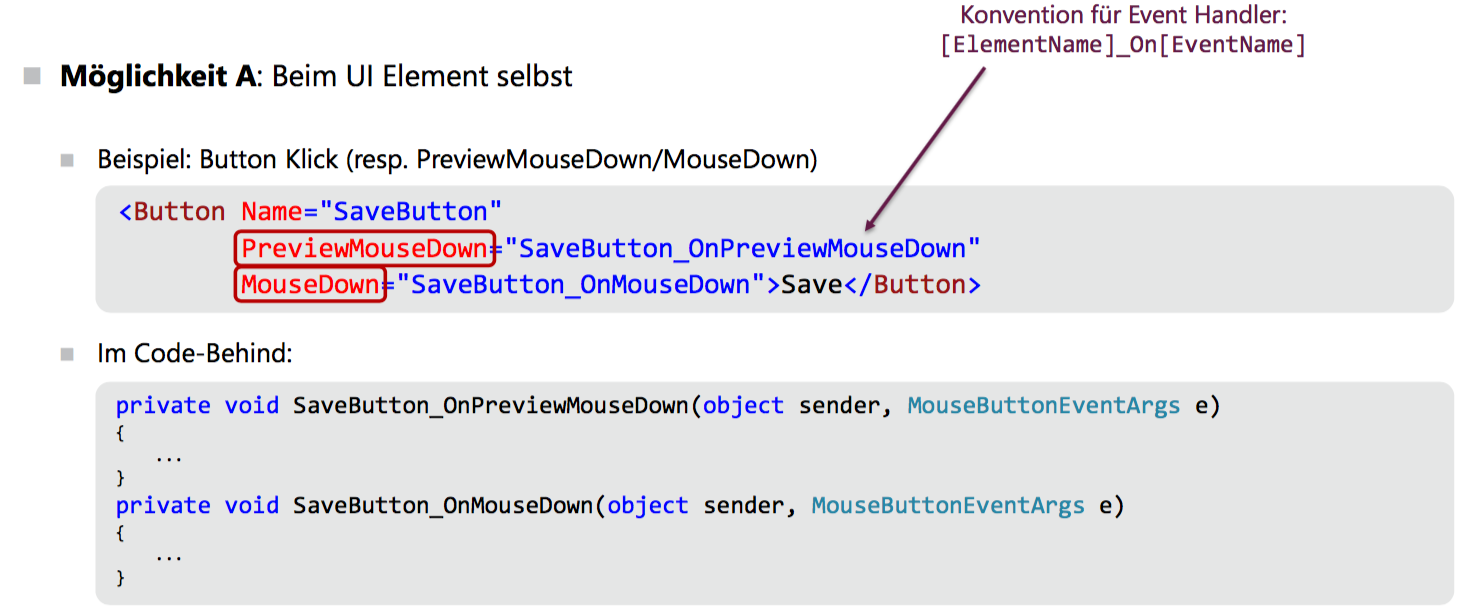 Konvention für Event Handler:
[ElementName]_On[EventName]
Möglichkeit A: Beim UI Element selbst
Beispiel: Button Klick (resp. PreviewMouseDown/MouseDown)
<Button Name="SaveButton"
PreviewMouseDown="SaveButton_OnPreviewMouseDown"
MouseDown="SaveButton_OnMouseDown">Save</Button>
Im Code-Behind:
private void SaveButton_OnPreviewMouseDown(object sender, MouseButtonEventArgs e)
{
...
}
private void SaveButton_OnMouseDown(object sender, MouseButtonEventArgs e)
{
...
}